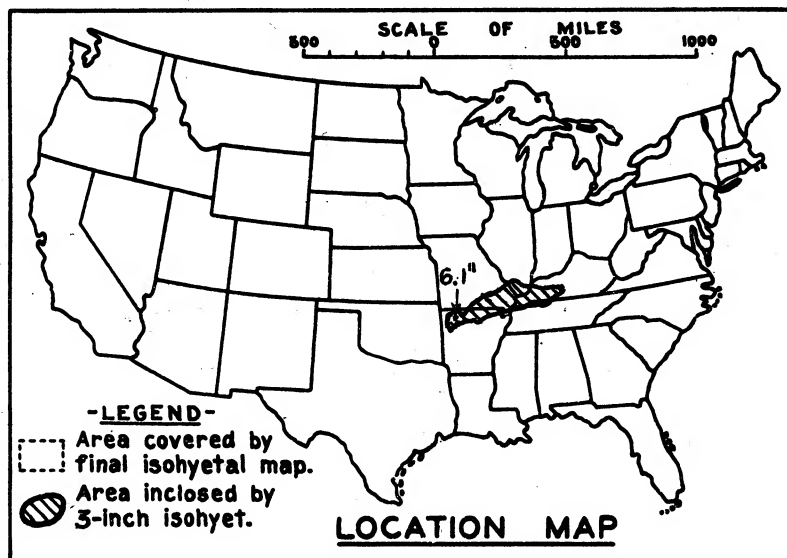 SCALE OF MILES
500 0 500 1000
6.1"
-LEGEND-
Area covered by
final isohyetal map.
Area inclosed by
3-inch isohyet.
LOCATION MAP